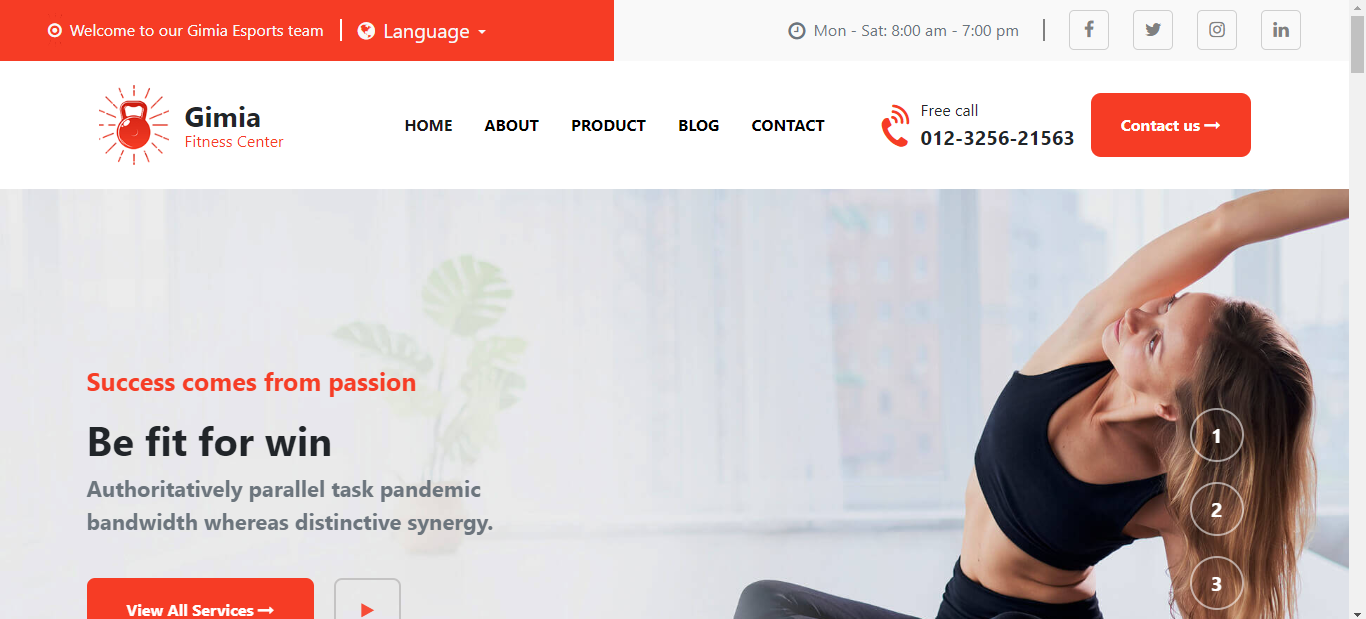 Welcome to our Gimia Esports team
Language
Mon - Sat: 8:00 am - 7:00 pm
Gimia
Fitness Center
HOME
ABOUT
PRODUCT
BLOG
CONTACT
Free call
012-3256-21563
Contact us
Success comes from passion
Be fit for win
Authoritatively parallel task pandemic
bandwidth whereas distinctive synergy.
1
2
3
View All Services